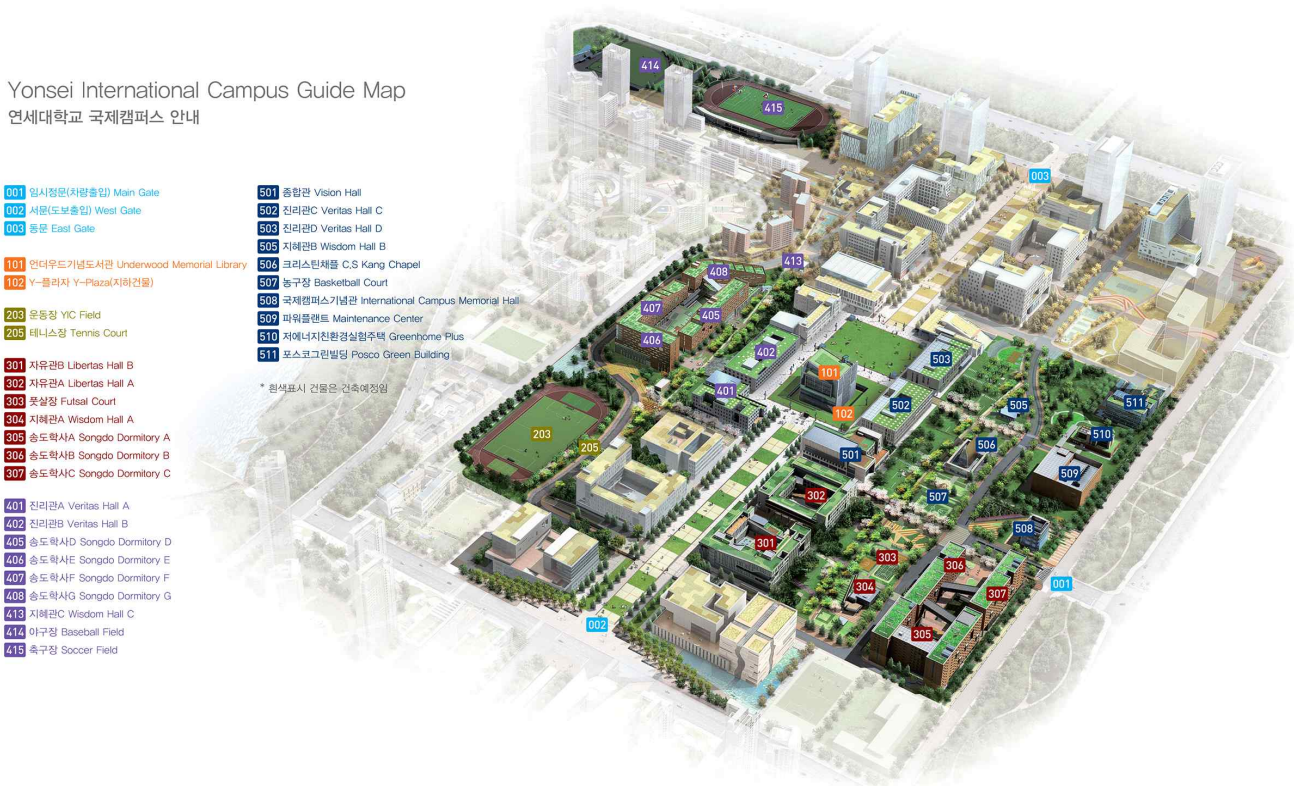 Yonsei International Campus Guide Map
연세대학교 국제캠퍼스 안내
001 임시정문(차량출입) Main Gate
002 서문(도보출입) West Gate
003 동문 East Gate
101 언더우드기념도서관 Underwood Memorial Library
102 Y-플라자 Y-Plaza(지하건물)
203 운동장 YIC Field
205 테니스장 Tennis Court
301 자유관B Libertas Hall B
302 자유관A Libertas Hall A
303 풋살장 Futsal Court
304 지혜관A Wisdom Hall A
305 송도학사A Songdo Dormitory A
306 송도학사B Songdo Dormitory B
307 송도학사C Songdo Dormitory C
401 진리관A Veritas Hall A
402 진리관B Veritas Hall B
405 송도학사D Songdo Dormitory D
406 송도학사E Songdo Dormitory E
407 송도학사F Songdo Dormitory F
408 송도학사G Songdo Dormitory G
413 지혜관C Wisdom Hall C
414 야구장 Baseball Field
415 축구장 Soccer Field
501 종합관 Vision Hall
502 진리관C Veritas Hall C
503 진리관D Veritas Hall D
505 지혜관B Wisdom Hall B
506 크리스틴채플 C,S Kang Chapel
507 농구장 Basketball Court
508 국제캠퍼스기념관 International Campus Memorial Hall
509 파워플랜트 Maintenance Center
510 저에너지친환경실험주택 Greenhome Plus
511 포스코그린빌딩 Posco Green Building
* 흰색표시 건물은 건축예정임
414
415
003
413
408
407
405
406
402
401
101
102
503
502
505
511
510
506
509
203
205
501
507
302
508
301
303
306
304
307
001
305
002